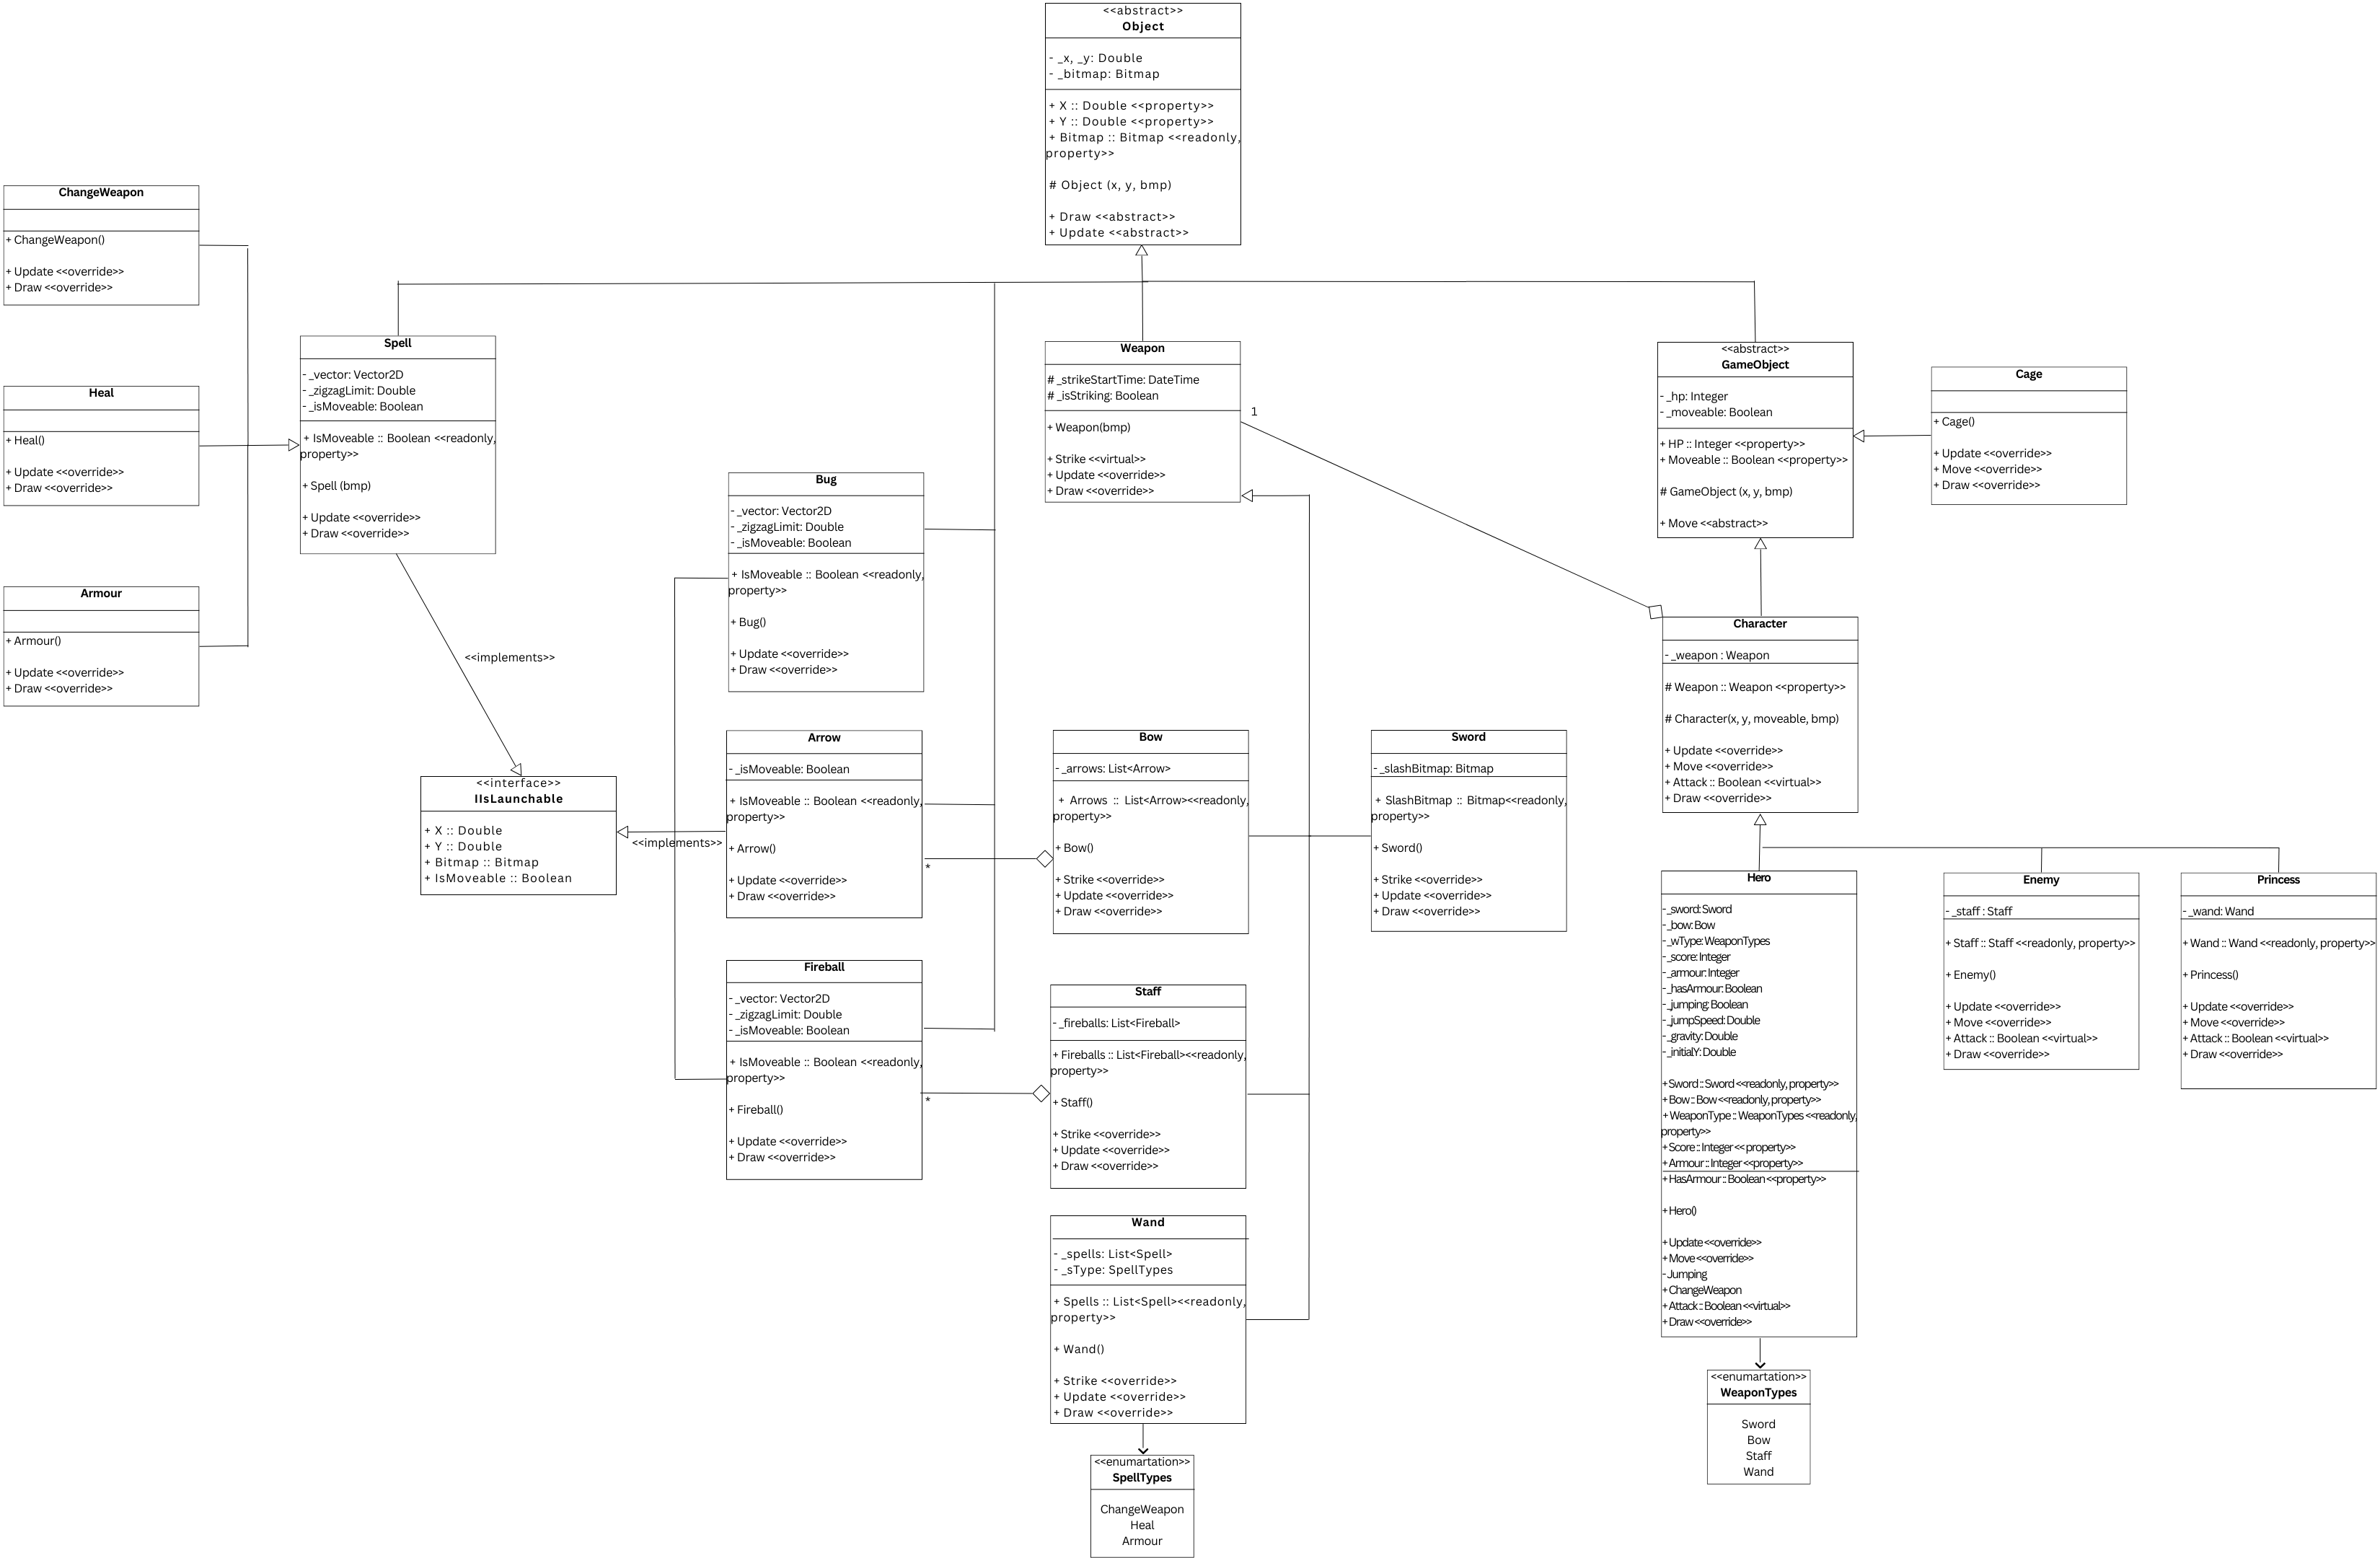 <<abstract>>
Object
- _x, _y: Double
- _bitmap: Bitmap
+ X :: Double <<property>>
+ Y :: Double <<property>>
+ Bitmap :: Bitmap <<readonly,
property>>
# Object (x, y, bmp)
+ Draw <<abstract>>
+ Update <<abstract>>
ChangeWeapon
+ ChangeWeapon()
+ Update <<override>>
+ Draw <<override>>
Heal
+ Heal()
+ Update <<override>>
+ Draw <<override>>
Armour
+ Armour()
+ Update <<override>>
+ Draw <<override>>
Spell
- _vector: Vector2D
- _zigzagLimit: Double
- _isMoveable: Boolean
+ IsMoveable :: Boolean <<readonly,
property>>
+ Spell (bmp)
+ Update <<override>>
+ Draw <<override>>
<<implements>>
<<interface>>
IIsLaunchable
+ X :: Double
+ Y :: Double
+ Bitmap :: Bitmap
+ IsMoveable :: Boolean
<<implements>>
Bug
- _vector: Vector2D
- _zigzagLimit: Double
- _isMoveable: Boolean
+ IsMoveable :: Boolean <<readonly,
property>>
+ Bug()
+ Update <<override>>
+ Draw <<override>>
Arrow
- _isMoveable: Boolean
+ IsMoveable :: Boolean <<readonly,
property>>
+ Arrow()
+ Update <<override>>
+ Draw <<override>>
*
Fireball
- _vector: Vector2D
- _zigzagLimit: Double
- _isMoveable: Boolean
+ IsMoveable :: Boolean <<readonly,
property>>
+ Fireball()
+ Update <<override>>
+ Draw <<override>>
*
Weapon
# _strikeStartTime: DateTime
# _isStriking: Boolean
+ Weapon(bmp)
+ Strike <<virtual>>
+ Update <<override>>
+ Draw <<override>>
1
Bow
- _arrows: List<Arrow>
+ Arrows :: List<Arrow><<readonly,
property>>
+ Bow()
+ Strike <<override>>
+ Update <<override>>
+ Draw <<override>>
Sword
- _slashBitmap: Bitmap
+ SlashBitmap :: Bitmap<<readonly,
property>>
+ Sword()
+ Strike <<override>>
+ Update <<override>>
+ Draw <<override>>
Staff
- _fireballs: List<Fireball>
+ Fireballs :: List<Fireball><<readonly,
property>>
+ Staff()
+ Strike <<override>>
+ Update <<override>>
+ Draw <<override>>
Wand
- _spells: List<Spell>
- _sType: SpellTypes
+ Spells :: List<Spell><<readonly,
property>>
+ Wand()
+ Strike <<override>>
+ Update <<override>>
+ Draw <<override>>
<<enumartation>>
SpellTypes
ChangeWeapon
Heal
Armour
<<abstract>>
GameObject
- _hp: Integer
- _moveable: Boolean
+ HP :: Integer <<property>>
+ Moveable :: Boolean <<property>>
# GameObject (x, y, bmp)
+ Move <<abstract>>
Cage
+ Cage()
+ Update <<override>>
+ Move <<override>>
+ Draw <<override>>
Character
- _weapon : Weapon
# Weapon :: Weapon <<property>>
# Character(x, y, moveable, bmp)
+ Update <<override>>
+ Move <<override>>
+ Attack :: Boolean <<virtual>>
+ Draw <<override>>
Hero
- _sword: Sword
- _bow: Bow
- _wType: WeaponTypes
- _score: Integer
- _armour: Integer
- _hasArmour: Boolean
- _jumping: Boolean
- _jumpSpeed: Double
- _gravity: Double
- _initialY: Double
+ Sword :: Sword <<readonly, property>>
+ Bow :: Bow <<readonly, property>>
+ WeaponType :: WeaponTypes <<readonly,
property>>
+ Score :: Integer << property>>
+ Armour :: Integer <<property>>
+ HasArmour :: Boolean <<property>>
+ Hero()
+ Update <<override>>
+ Move <<override>>
- Jumping
+ ChangeWeapon
+ Attack :: Boolean <<virtual>>
+ Draw <<override>>
Enemy
- _staff : Staff
+ Staff :: Staff <<readonly, property>>
+ Enemy()
+ Update <<override>>
+ Move <<override>>
+ Attack :: Boolean <<virtual>>
+ Draw <<override>>
Princess
- _wand: Wand
+ Wand :: Wand <<readonly, property>>
+ Princess()
+ Update <<override>>
+ Move <<override>>
+ Attack :: Boolean <<virtual>>
+ Draw <<override>>
<<enumartation>>
WeaponTypes
Sword
Bow
Staff
Wand